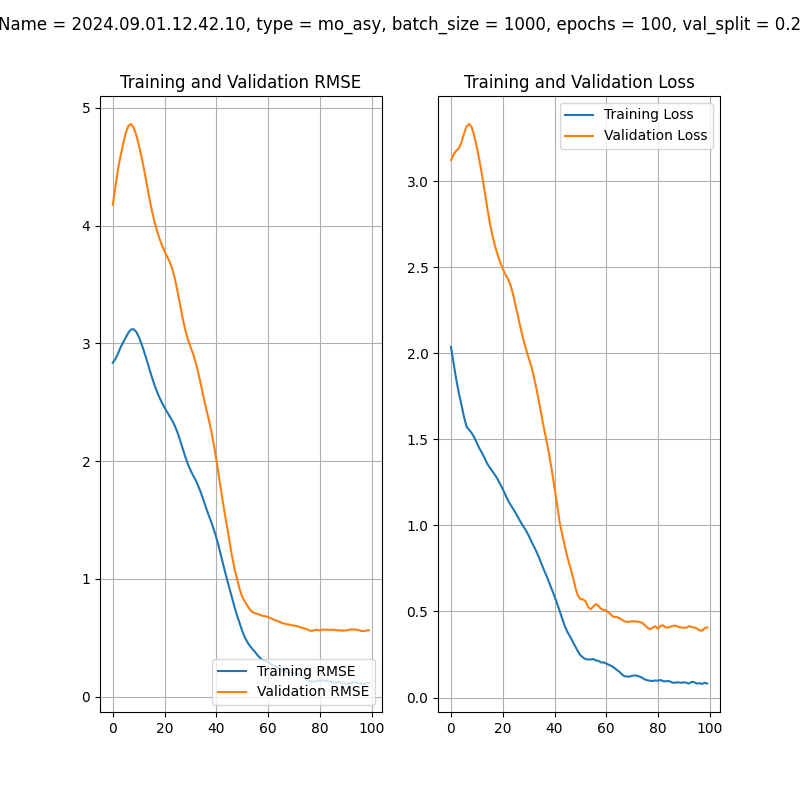 Name = 2024.09.01.12.42.10, type = mo_asy, batch_size = 1000, epochs = 100, val_split = 0.2
Training and Validation RMSE
5
4
3
2
1
0
0 20 40 60 80 100
Training RMSE
Validation RMSE
Training and Validation Loss
Training Loss
Validation Loss
3.0
2.5
2.0
1.5
1.0
0.5
0.0
0 20 40 60 80 100